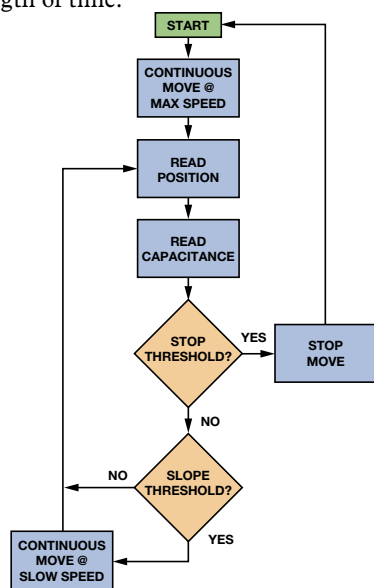 gth of time.
START
CONTINUOUS
MOVE @
MAX SPEED
READ
POSITION
READ
CAPACITANCE
STOP
THRESHOLD?
YES
STOP
MOVE
NO
SLOPE
THRESHOLD?
NO
YES
CONTINUOUS
MOVE @
SLOW SPEED